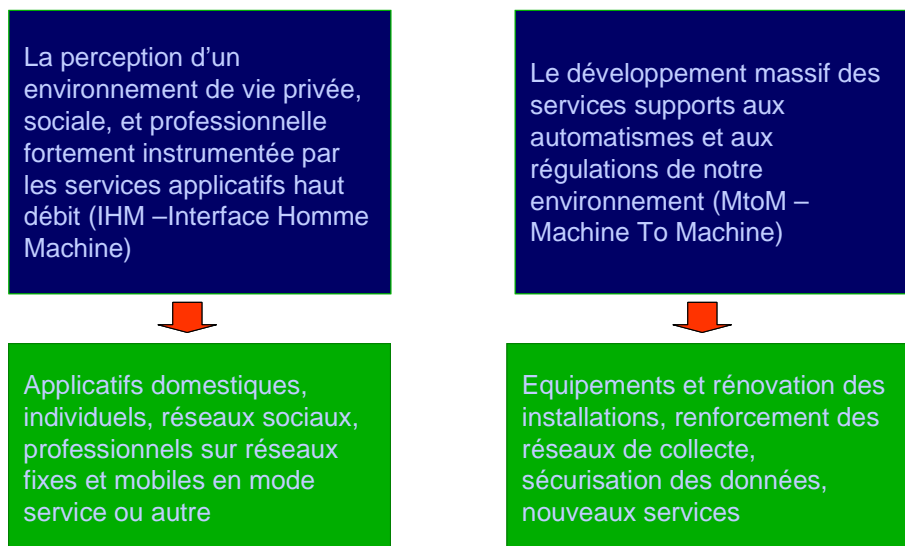 La perception d’un
environnement de vie privée,
sociale, et professionnelle
fortement instrumentée par
les services applicatifs haut
débit (IHM –Interface Homme
Machine)
Le développement massif des
services supports aux
automatismes et aux
régulations de notre
environnement (MtoM –
Machine To Machine)
Applicatifs domestiques,
individuels, réseaux sociaux,
professionnels sur réseaux
fixes et mobiles en mode
service ou autre
Equipements et rénovation des
installations, renforcement des
réseaux de collecte,
sécurisation des données,
nouveaux services